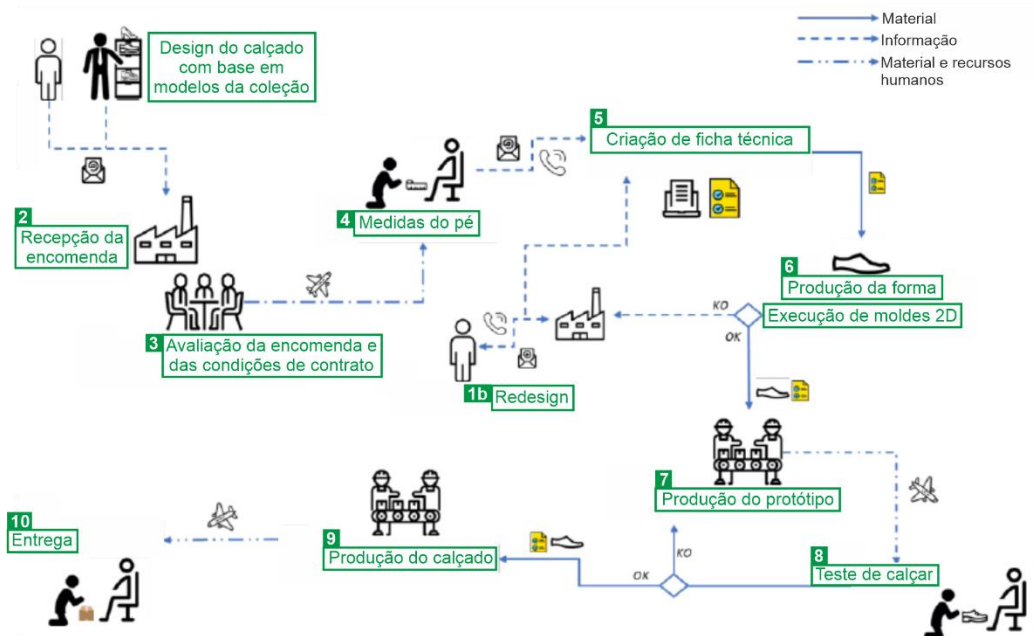 Material
Informação
Material e recursos
humanos
Design do calçado
com base em
modelos da coleção
2
Recepção da
encomenda
3
Avaliação da encomenda e
das condições de contrato
4
Medidas do pé
5
Criação de ficha técnica
6
Produção da forma
Execução de moldes 2D
KO
OK
1b
Redesign
7
Produção do protótipo
8
Teste de calçar
KO
OK
9
Produção do calçado
10
Entrega